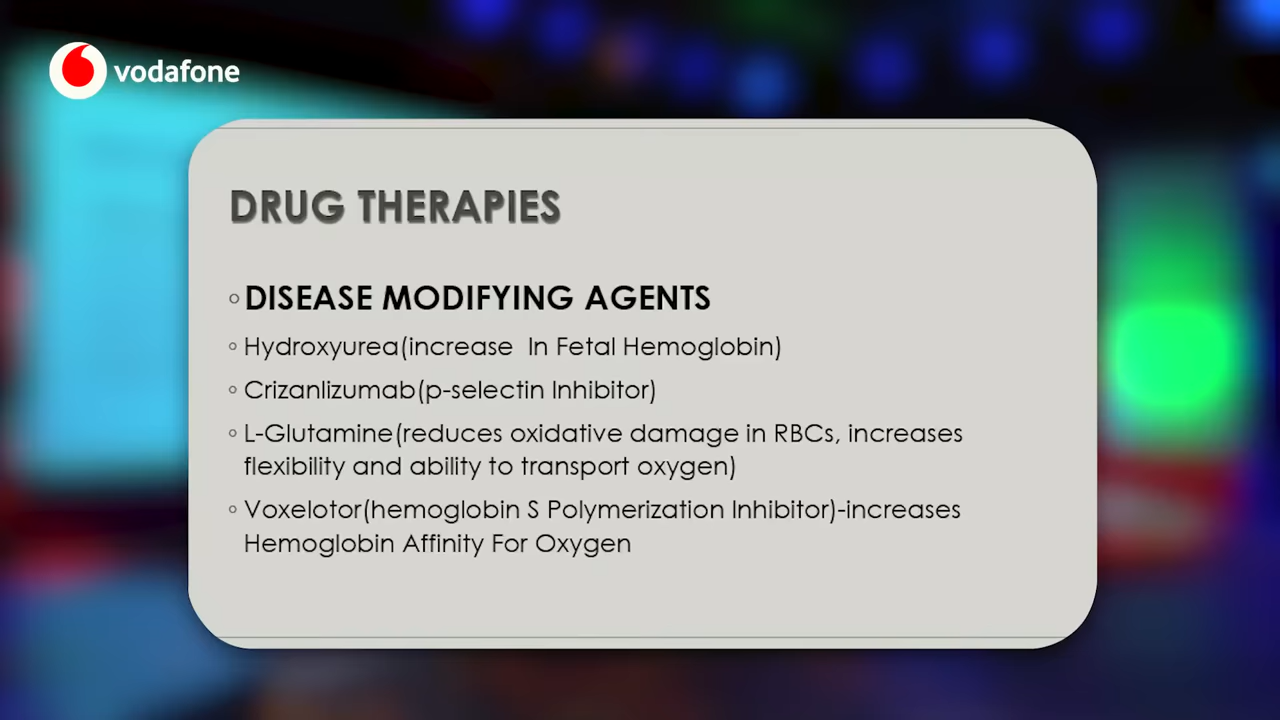 vodafone
DRUG THERAPIES
◦DISEASE MODIFYING AGENTS
◦Hydroxyurea(increase  In Fetal Hemoglobin)
◦Crizanlizumab(p-selectin Inhibitor)
◦L-Glutamine(reduces oxidative damage in RBCs, increases
flexibility and ability to transport oxygen)
◦Voxelotor(hemoglobin S Polymerization Inhibitor)-increases
Hemoglobin Affinity For Oxygen